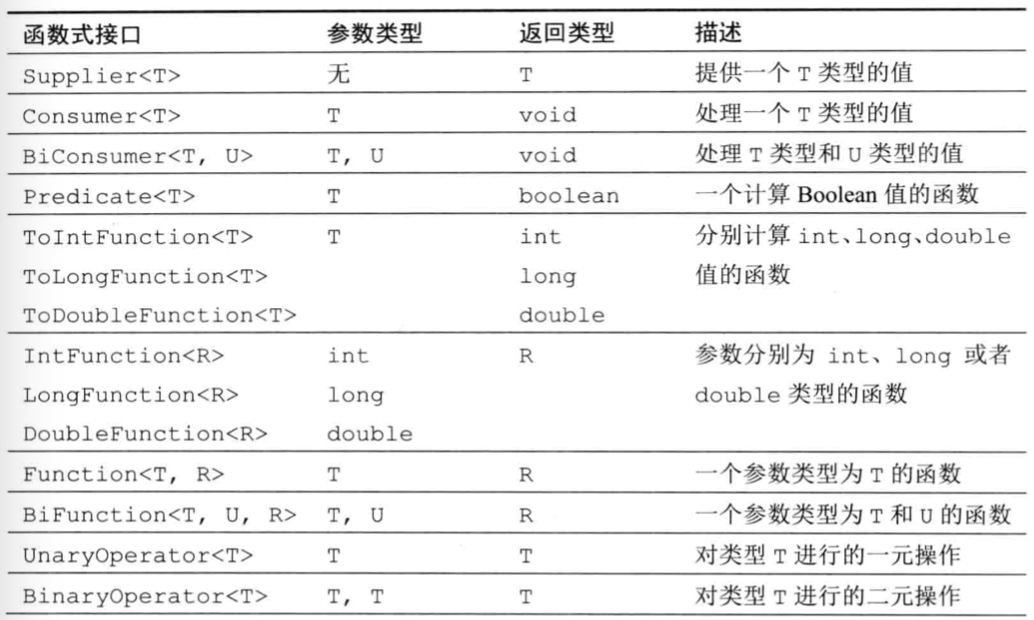 函数式接口 参数类型 返回类型 描述
Supplier<T> 无 T 提供一个 T 类型的值
Consumer<T> T void 处理一个 T 类型的值
BiConsumer<T, U> T, U void 处理 T 类型和 U 类型的值
Predicate<T> T boolean 一个计算 Boolean 值的函数
ToIntFunction<T> T int 分别计算 int、long、double
ToLongFunction<T> long 值的函数
ToDoubleFunction<T> double
IntFunction<R> int R 参数分别为 int、long 或者
LongFunction<R> long double 类型的函数
DoubleFunction<R> double
Function<T, R> T R 一个参数类型为 T 的函数
BiFunction<T, U, R> T, U R 一个参数类型为 T 和 U 的函数
UnaryOperator<T> T T 对类型 T 进行的一元操作
BinaryOperator<T> T, T T 对类型 T 进行的二元操作